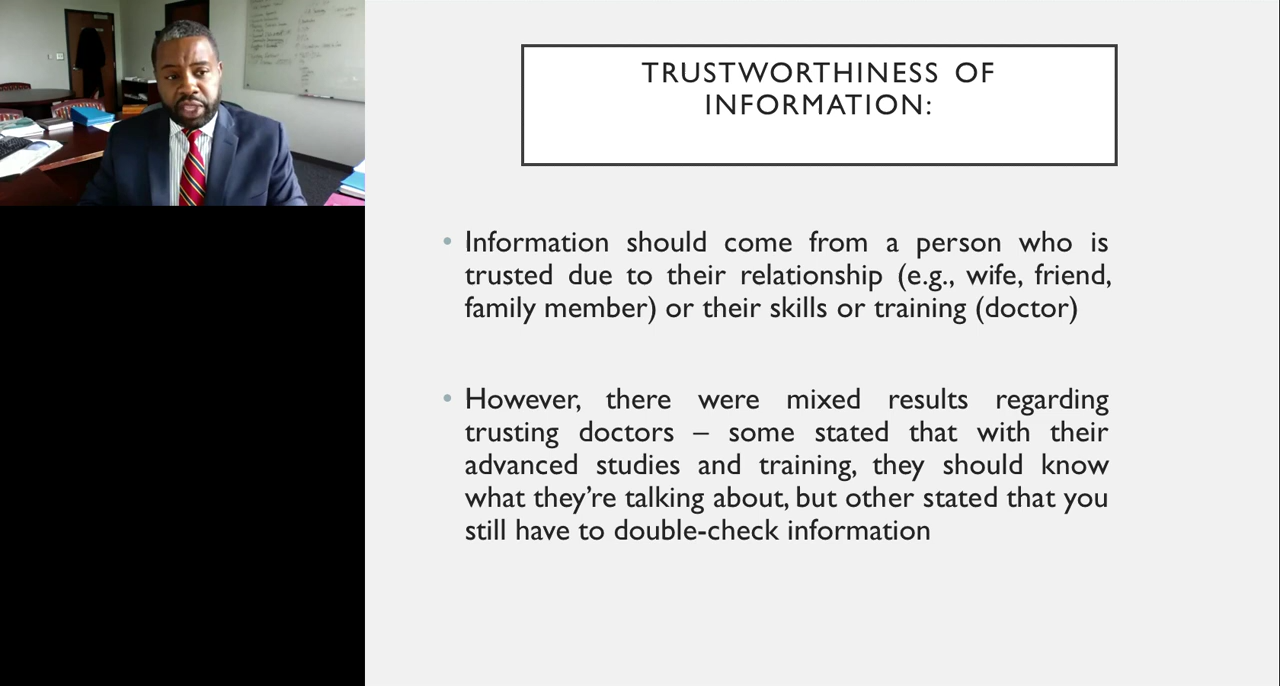 TRUSTWORTHINESS OF
INFORMATION:
• Information should come from a person who is
trusted due to their relationship (e.g., wife, friend,
family member) or their skills or training (doctor)
• However, there were mixed results regarding
trusting doctors – some stated that with their
advanced studies and training, they should know
what they’re talking about, but other stated that you
still have to double-check information